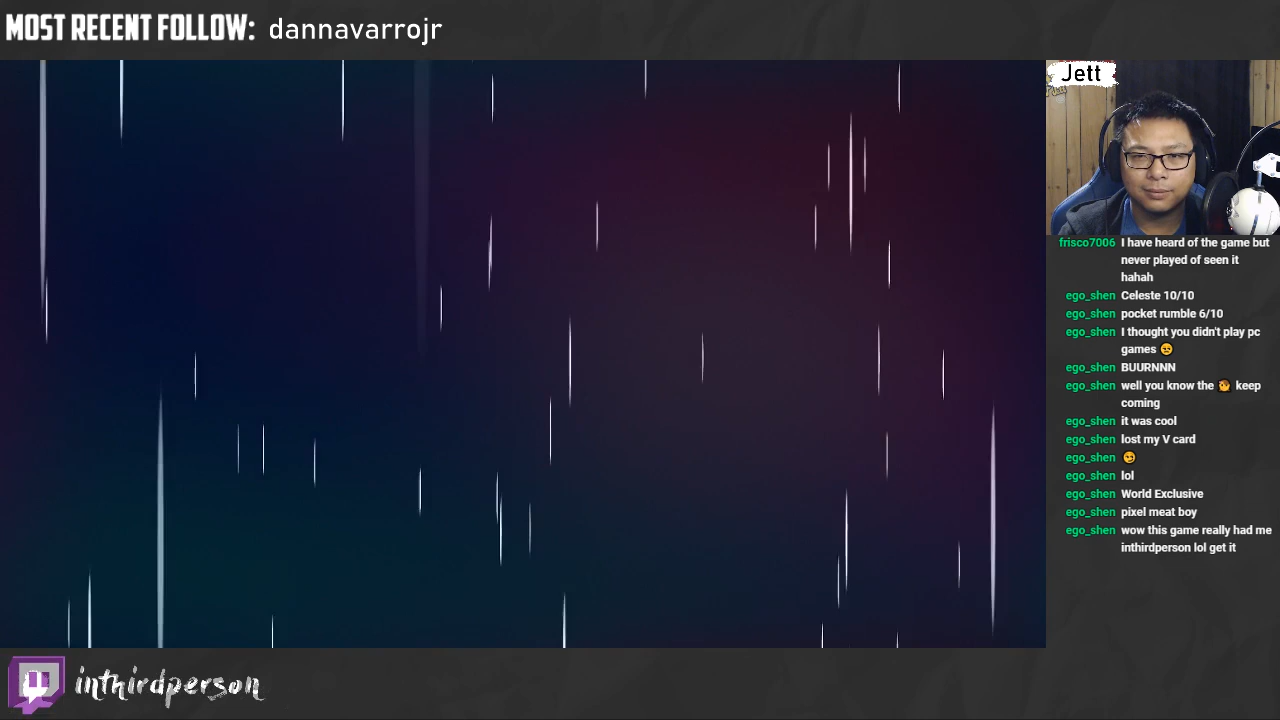 MOST RECENT FOLLOW: dannavarrojr
Jett
frisco7006 I have heard of the game but
never played of seen it
hahah
ego_shen Celeste 10/10
ego_shen pocket rumble 6/10
ego_shen I thought you didn't play pc
games 😒
ego_shen BUURNNN
ego_shen well you know the keep
coming
ego_shen it was cool
ego_shen lost my V card
ego_shen 😏
ego_shen lol
ego_shen World Exclusive
ego_shen pixel meat boy
ego_shen wow this game really had me
inthirdperson lol get it
inthirdperson